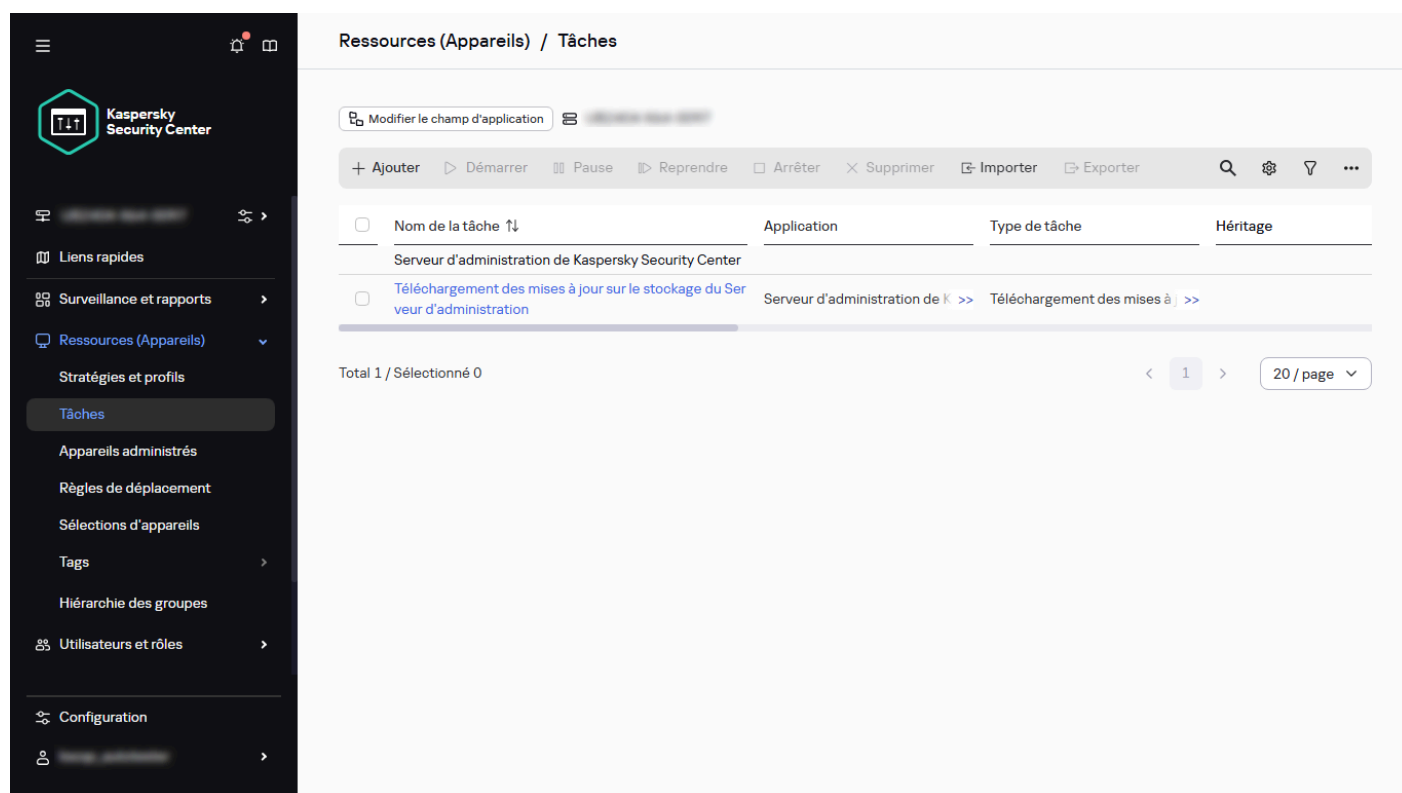 Kaspersky
Security Center
Liens rapides
Surveillance et rapports
Ressources (Appareils)
Stratégies et profils
Tâches
Appareils administrés
Règles de déplacement
Sélections d'appareils
Tags
Hiérarchie des groupes
Utilisateurs et rôles
Configuration
Ressources (Appareils) / Tâches
Modifier le champ d'application
Ajouter Démarrer Pause Reprendre Arrêter Supprimer Importer Exporter
Nom de la tâche Application Type de tâche Héritage
Serveur d'administration de Kaspersky Security Center
Téléchargement des mises à jour sur le stockage du Ser
veur d'administration
Serveur d'administration de K >> Téléchargement des mises à j >>
Total 1 / Sélectionné 0
< 1 > 20 / page